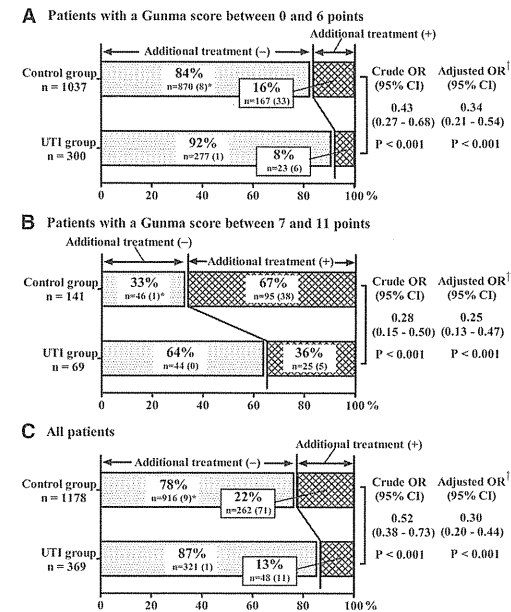 A Patients with a Gunma score between 0 and 6 points
Additional treatment (+)
Additional treatment (−)
Control group
n = 1037
84%
n=870 (8)*
16%
n=167 (33)
UTI group
n = 300
92%
n=277 (1)
8%
n=23 (6)
0 20 40 60 80 100 %
Crude OR Adjusted OR†
(95% CI) (95% CI)
0.43 0.34
(0.27 - 0.68) (0.21 - 0.54)
P < 0.001 P < 0.001
B Patients with a Gunma score between 7 and 11 points
Additional treatment (−)
Additional treatment (+)
Control group
n = 141
33%
n=46 (1)*
67%
n=95 (38)
UTI group
n = 69
64%
n=44 (0)
36%
n=25 (5)
0 20 40 60 80 100 %
Crude OR Adjusted OR†
(95% CI) (95% CI)
0.28 0.25
(0.15 - 0.50) (0.13 - 0.47)
P < 0.001 P < 0.001
C All patients
Additional treatment (+)
Additional treatment (−)
Control group
n = 1178
78%
n=916 (9)*
22%
n=262 (71)
UTI group
n = 369
87%
n=321 (1)
13%
n=48 (11)
0 20 40 60 80 100 %
Crude OR Adjusted OR†
(95% CI) (95% CI)
0.52 0.30
(0.38 - 0.73) (0.20 - 0.44)
P < 0.001 P < 0.001